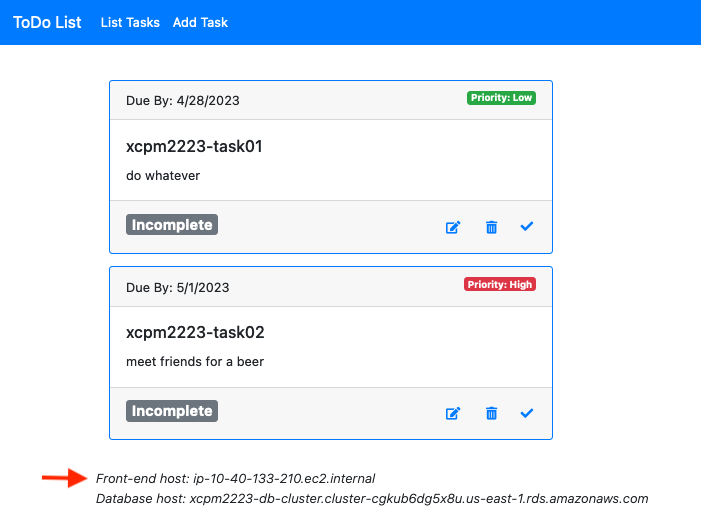 ToDo List List Tasks Add Task
Due By: 4/28/2023 Priority: Low
xcpm2223-task01
do whatever
Incomplete
Due By: 5/1/2023 Priority: High
xcpm2223-task02
meet friends for a beer
Incomplete
Front-end host: ip-10-40-133-210.ec2.internal
Database host: xcpm2223-db-cluster.cluster-cgkub6dg5x8u.us-east-1.rds.amazonaws.com